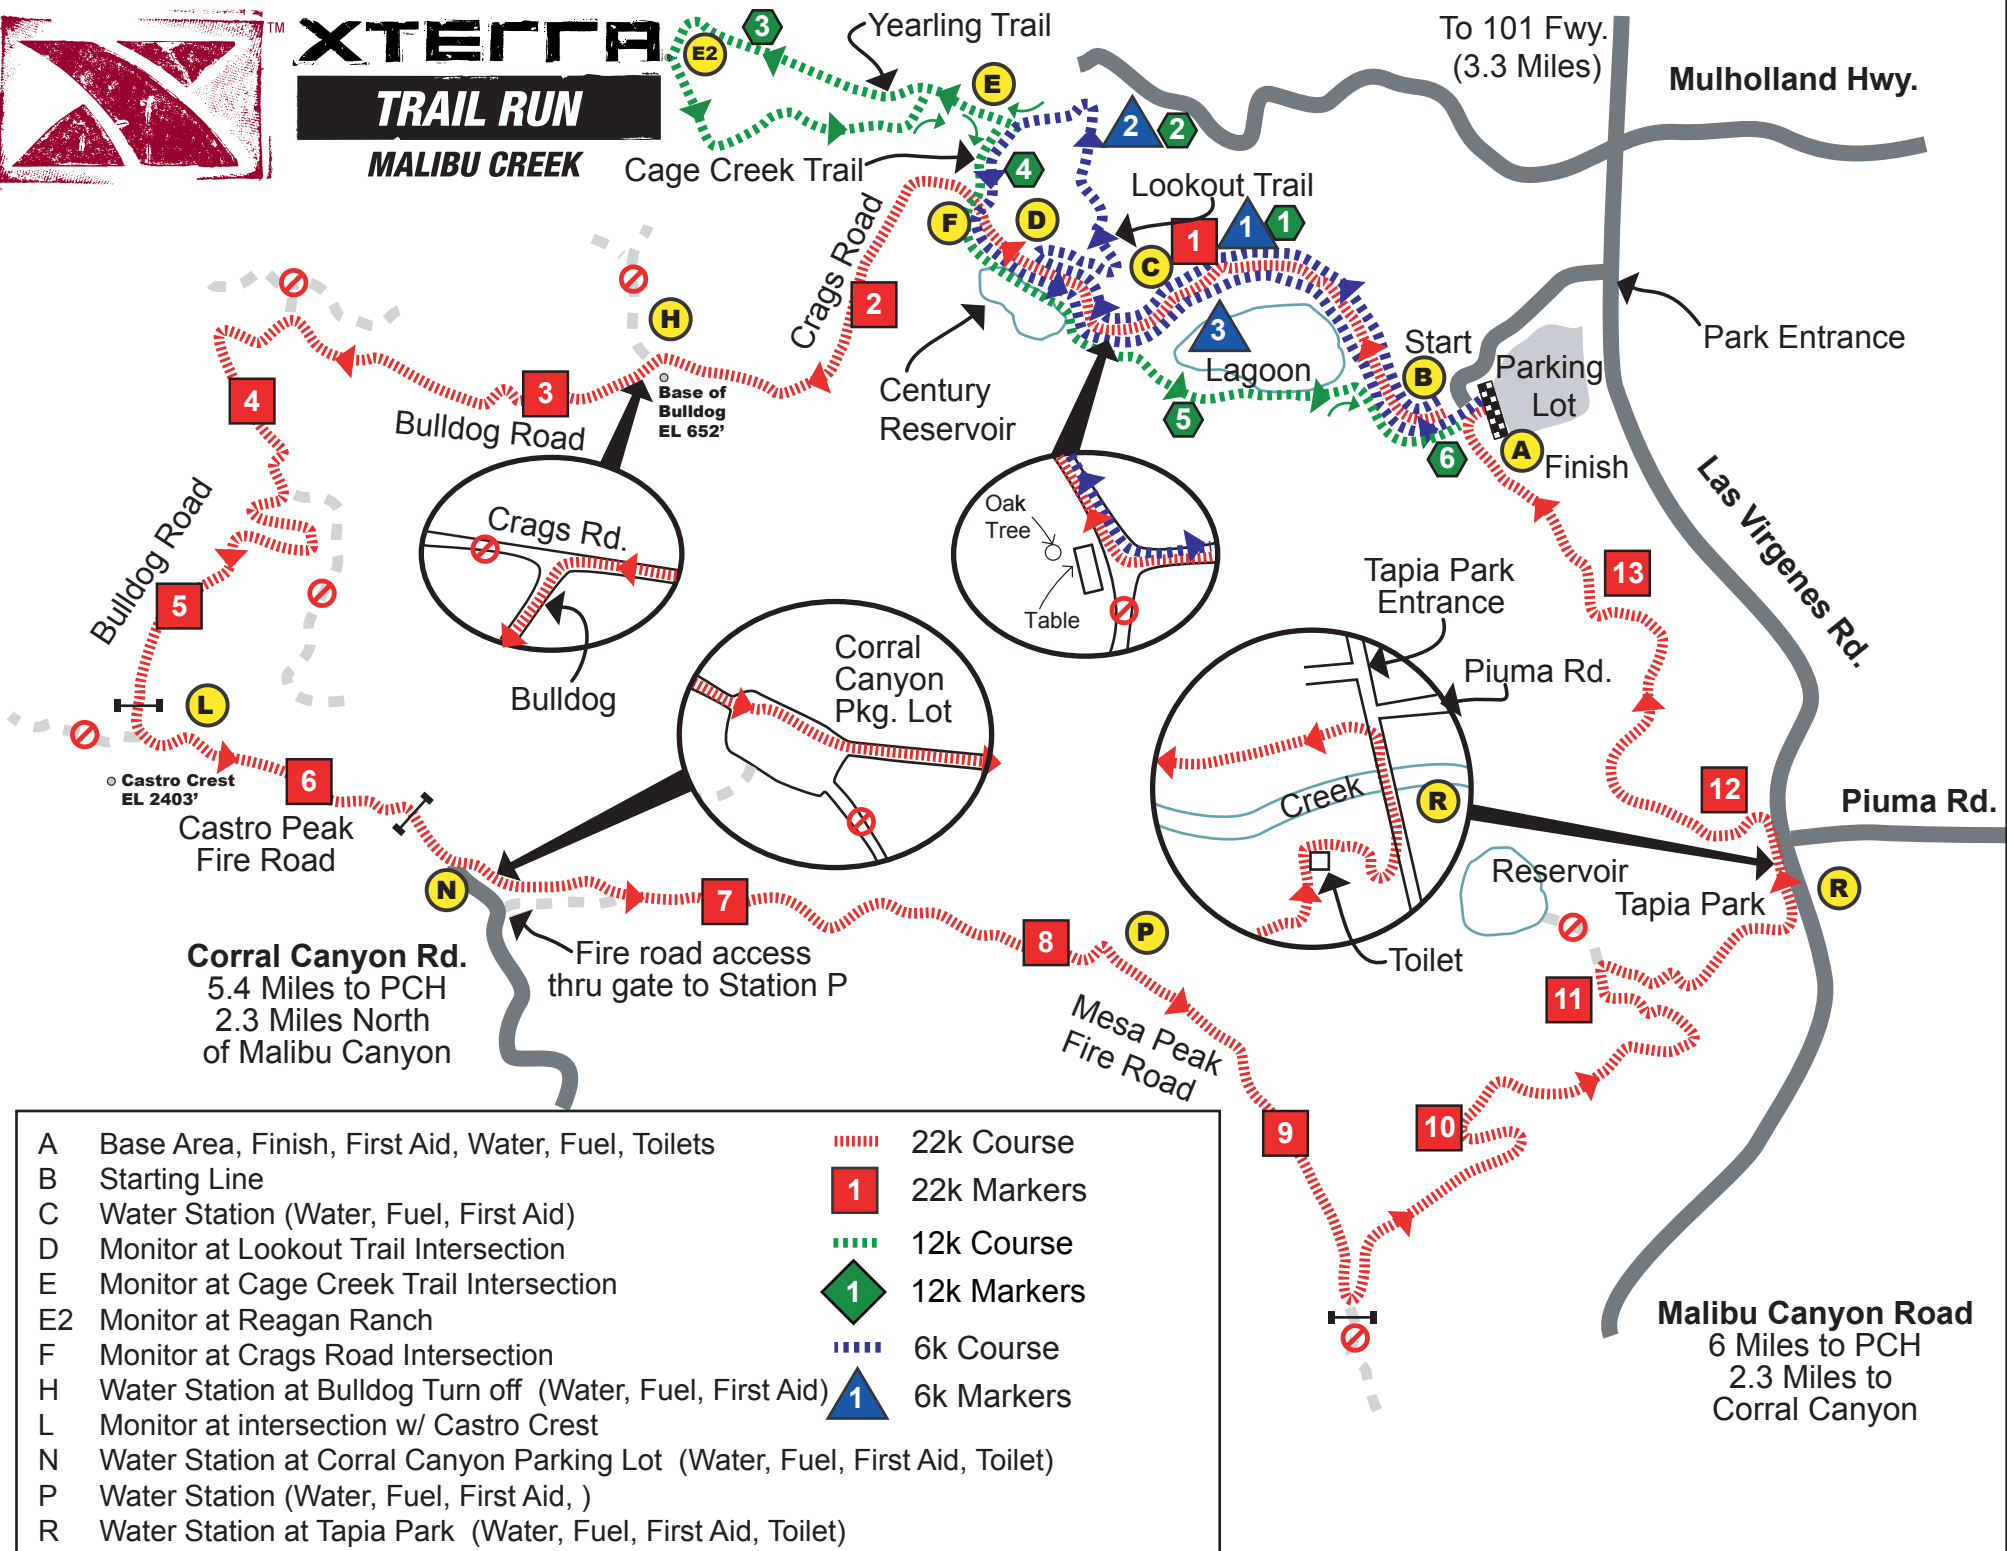 XTERRA
TM
TRAIL RUN
MALIBU CREEK
E2
3
Yearling Trail
E
To 101 Fwy.
(3.3 Miles)
Mulholland Hwy.
2
2
Cage Creek Trail
4
Lookout Trail
F
D
C
1
1
1
Crags Road
2
H
3
Lagoon
Start
B
Parking
Lot
Park Entrance
Century
Reservoir
Base of
Bulldog
EL 652'
4
3
Bulldog Road
5
6
A
Finish
Las Virgenes Rd.
Bulldog Road
Crags Rd.
Bulldog
Oak
Tree
Table
5
13
Tapia Park
Entrance
Piuma Rd.
Corral
Canyon
Pkg. Lot
L
Castro Crest
EL 2403'
6
Castro Peak
Fire Road
Creek
R
12
Piuma Rd.
N
7
Reservoir
Tapia Park
R
8
P
Toilet
Corral Canyon Rd.
5.4 Miles to PCH
2.3 Miles North
of Malibu Canyon
Fire road access
thru gate to Station P
11
Mesa Peak
Fire Road
9
10
Malibu Canyon Road
6 Miles to PCH
2.3 Miles to
Corral Canyon
A Base Area, Finish, First Aid, Water, Fuel, Toilets
B Starting Line
C Water Station (Water, Fuel, First Aid)
D Monitor at Lookout Trail Intersection
E Monitor at Cage Creek Trail Intersection
E2 Monitor at Reagan Ranch
F Monitor at Crags Road Intersection
H Water Station at Bulldog Turn off (Water, Fuel, First Aid)
L Monitor at intersection w/ Castro Crest
N Water Station at Corral Canyon Parking Lot (Water, Fuel, First Aid, Toilet)
P Water Station (Water, Fuel, First Aid, )
R Water Station at Tapia Park (Water, Fuel, First Aid, Toilet)
22k Course
1 22k Markers
12k Course
1 12k Markers
6k Course
1 6k Markers